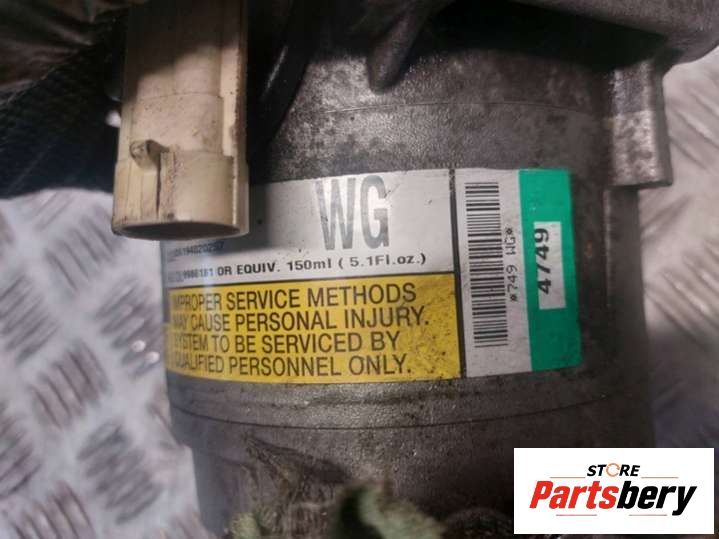 WG
OR EQUIV. 150ml ( 5.1Fl.oz.)
IMPROPER SERVICE METHODS
MAY CAUSE PERSONAL INJURY.
SYSTEM TO BE SERVICED BY
QUALIFIED PERSONNEL ONLY.
*749 WG*
4749
STORE
Partsbery